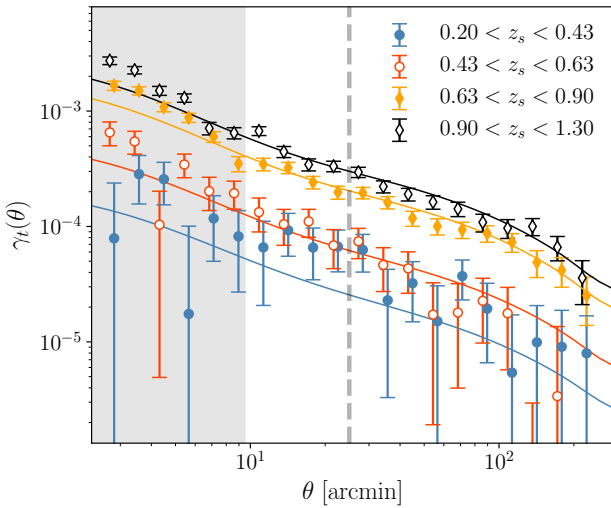 0.20 < z_s < 0.43
0.43 < z_s < 0.63
0.63 < z_s < 0.90
0.90 < z_s < 1.30
10^{-3}
10^{-4}
10^{-5}
γ_t(θ)
10^1
10^2
θ [arcmin]